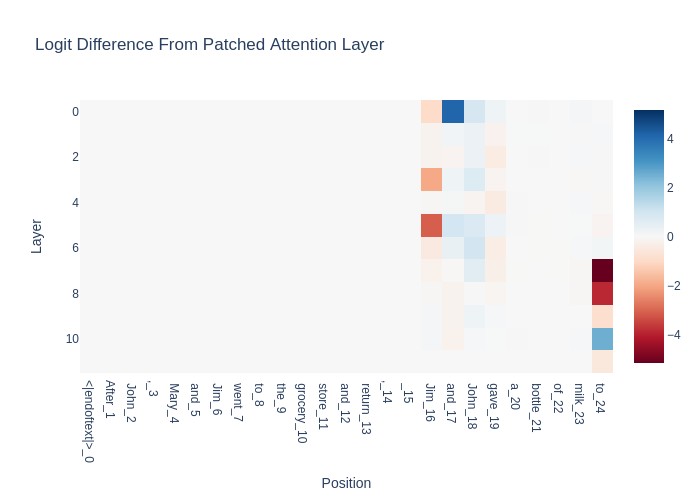 Logit Difference From Patched Attention Layer
0
2
4
6
8
10
Layer
<|endoftext|>_0
After_1
John_2
,_3
Mary_4
and_5
Jim_6
went_7
to_8
the_9
grocery_10
store_11
and_12
return_13
,_14
_15
Jim_16
and_17
John_18
gave_19
a_20
bottle_21
of_22
milk_23
to_24
Position
4
2
0
−2
−4